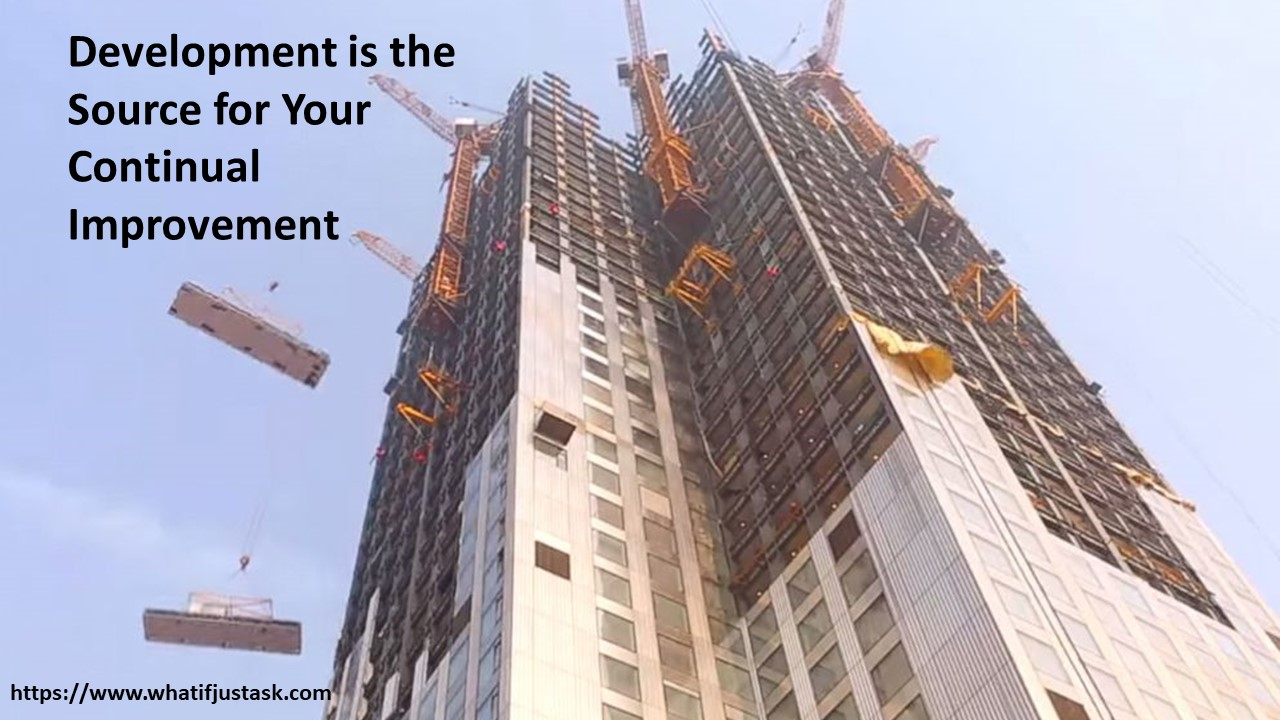 Development is the
Source for Your
Continual
Improvement
https://www.whatifjustask.com